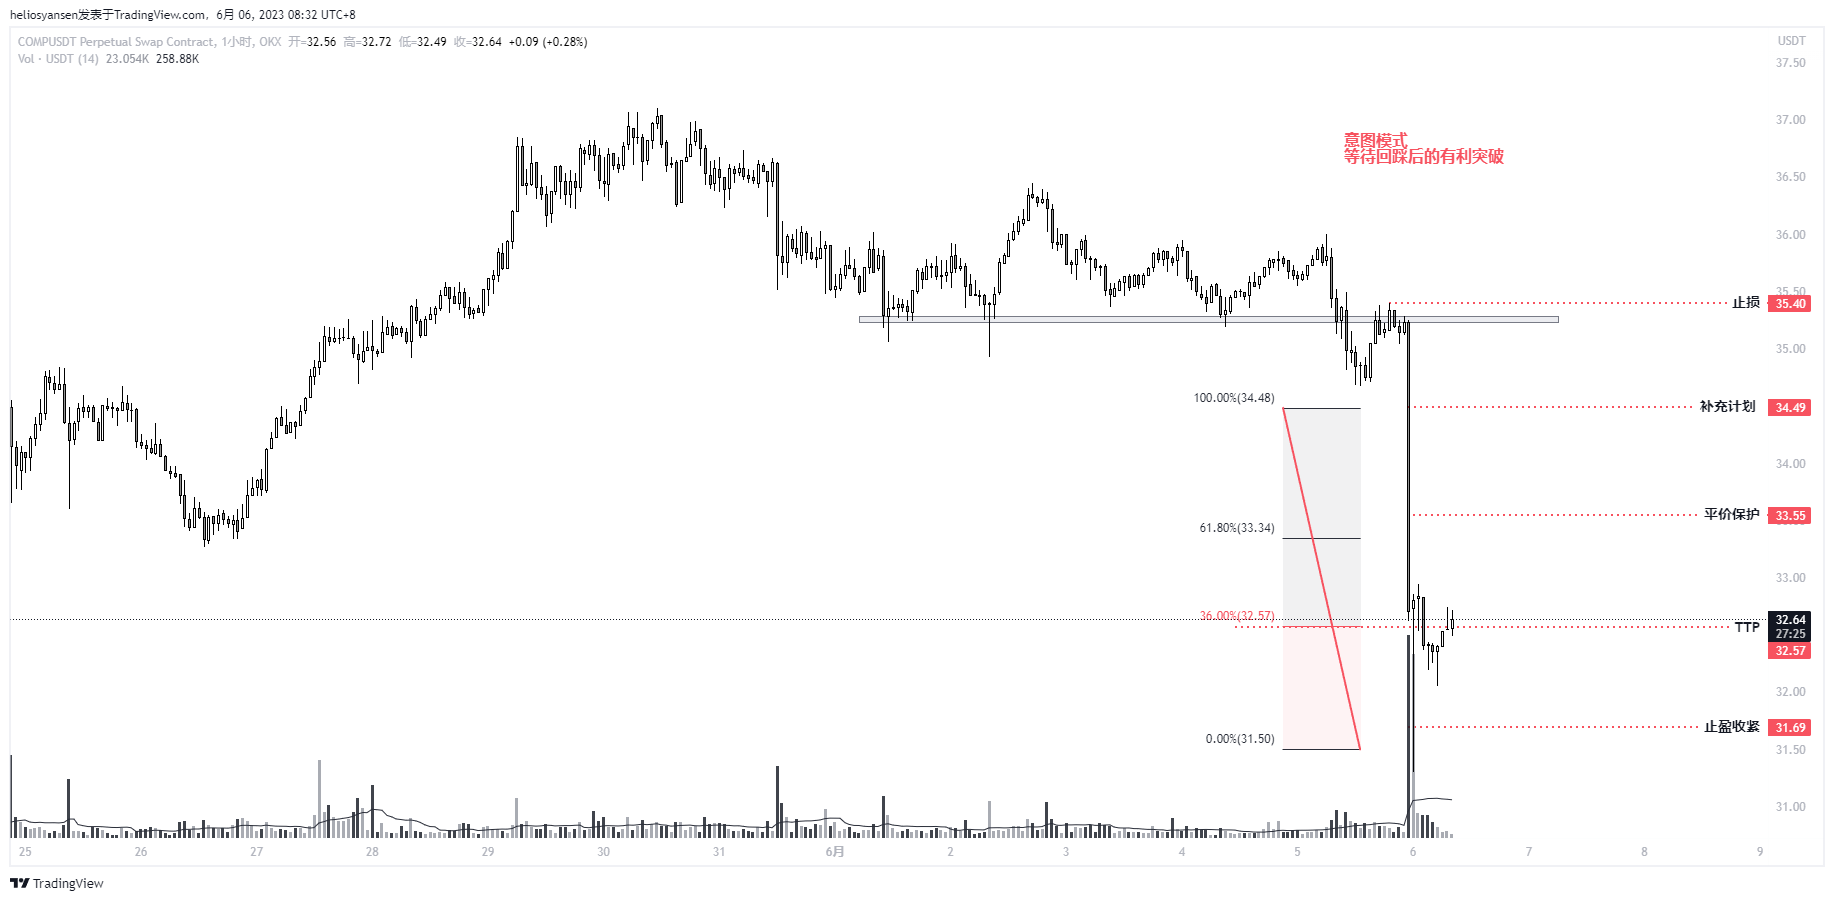 heliosyansen发表于TradingView.com, 6月 06, 2023 08:32 UTC+8
COMPUSDT Perpetual Swap Contract, 1小时, OKX 开=32.56 高=32.72 低=32.49 收=32.64 +0.09 (+0.28%)
Vol · USDT (14) 23.054K 258.88K
USDT
37.50
37.00
意图模式
等待回踩后的有利突破
36.50
36.00
35.50
止损 35.40
35.00
100.00%(34.48)
补充计划 34.49
34.00
平价保护 33.55
61.80%(33.34)
33.00
36.00%(32.57)
32.64
27:25
TTP
32.57
32.00
止盈收紧 31.69
0.00%(31.50)
31.50
31.00
25 26 27 28 29 30 31 6月 2 3 4 5 6 7 8 9
TradingView